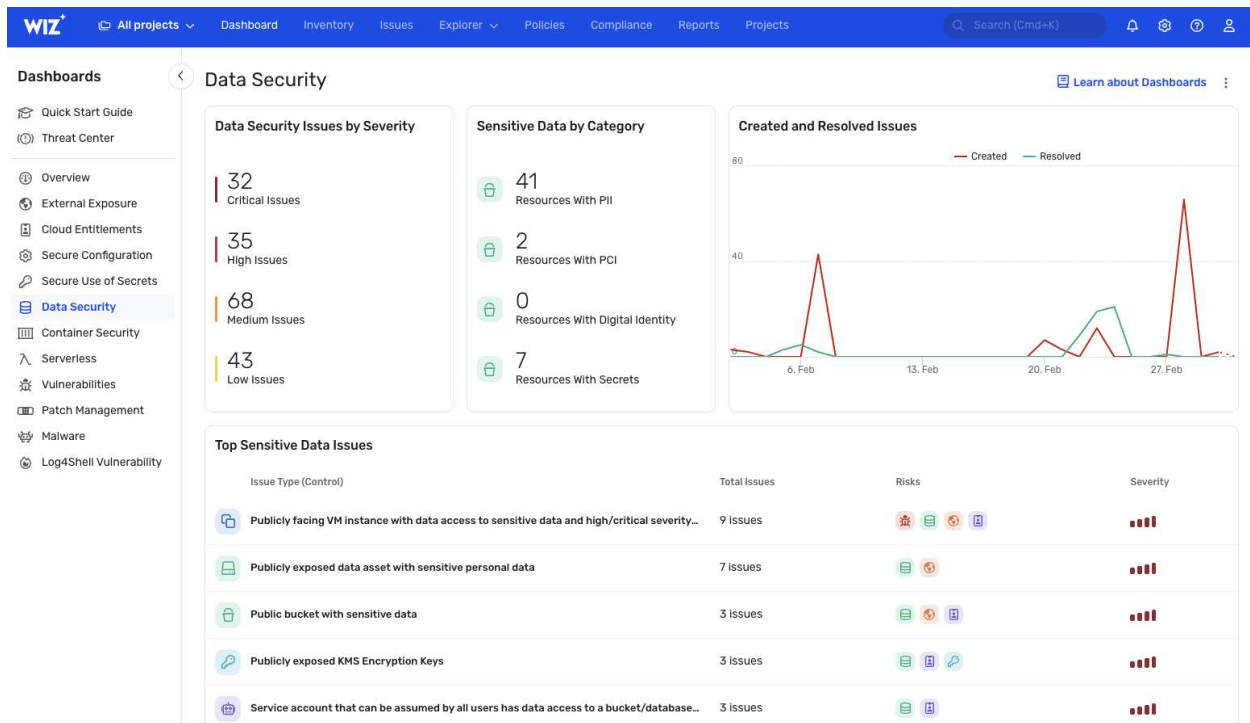 WIZ
All projects
Dashboard
Inventory
Issues
Explorer
Policies
Compliance
Reports
Projects
Search (Cmd+K)
Dashboards
Quick Start Guide
Threat Center
Overview
External Exposure
Cloud Entitlements
Secure Configuration
Secure Use of Secrets
Data Security
Container Security
Serverless
Vulnerabilities
Patch Management
Malware
Log4Shell Vulnerability
Data Security
Learn about Dashboards
Data Security Issues by Severity
32
Critical Issues
35
High Issues
68
Medium Issues
43
Low Issues
Sensitive Data by Category
41
Resources With PII
2
Resources With PCI
0
Resources With Digital Identity
7
Resources With Secrets
Created and Resolved Issues
Created Resolved
80
40
0
6. Feb 13. Feb 20. Feb 27. Feb
Top Sensitive Data Issues
Issue Type (Control) Total Issues Risks Severity
Publicly facing VM instance with data access to sensitive data and high/critical severity... 9 issues
Publicly exposed data asset with sensitive personal data 7 issues
Public bucket with sensitive data 3 issues
Publicly exposed KMS Encryption Keys 3 issues
Service account that can be assumed by all users has data access to a bucket/database... 3 issues